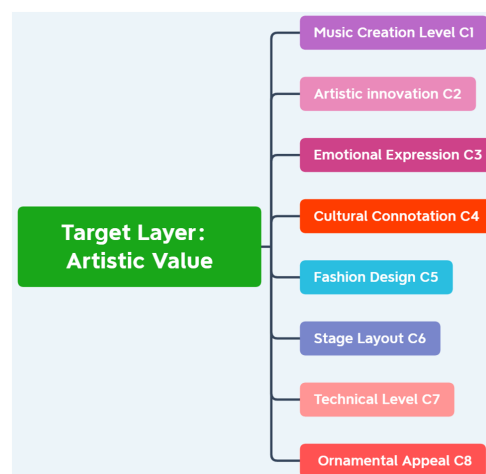 Music Creation Level C1
Artistic innovation C2
Emotional Expression C3
Target Layer:
Artistic Value
Cultural Connotation C4
Fashion Design C5
Stage Layout C6
Technical Level C7
Ornamental Appeal C8